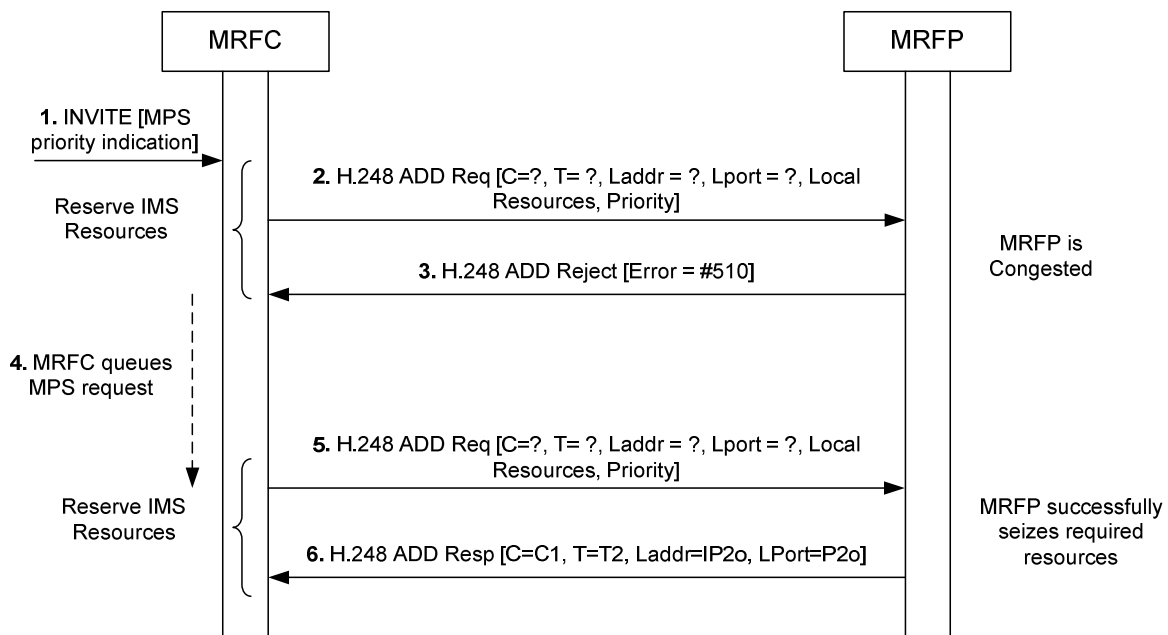 MRFC
MRFP
1. INVITE [MPS
priority indication]
2. H.248 ADD Req [C=?, T= ?, Laddr = ?, Lport = ?, Local
Resources, Priority]
Reserve IMS
Resources
MRFP is
Congested
3. H.248 ADD Reject [Error = #510]
4. MRFC queues
MPS request
5. H.248 ADD Req [C=?, T= ?, Laddr = ?, Lport = ?, Local
Resources, Priority]
Reserve IMS
Resources
MRFP successfully
seizes required
resources
6. H.248 ADD Resp [C=C1, T=T2, Laddr=IP2o, LPort=P2o]